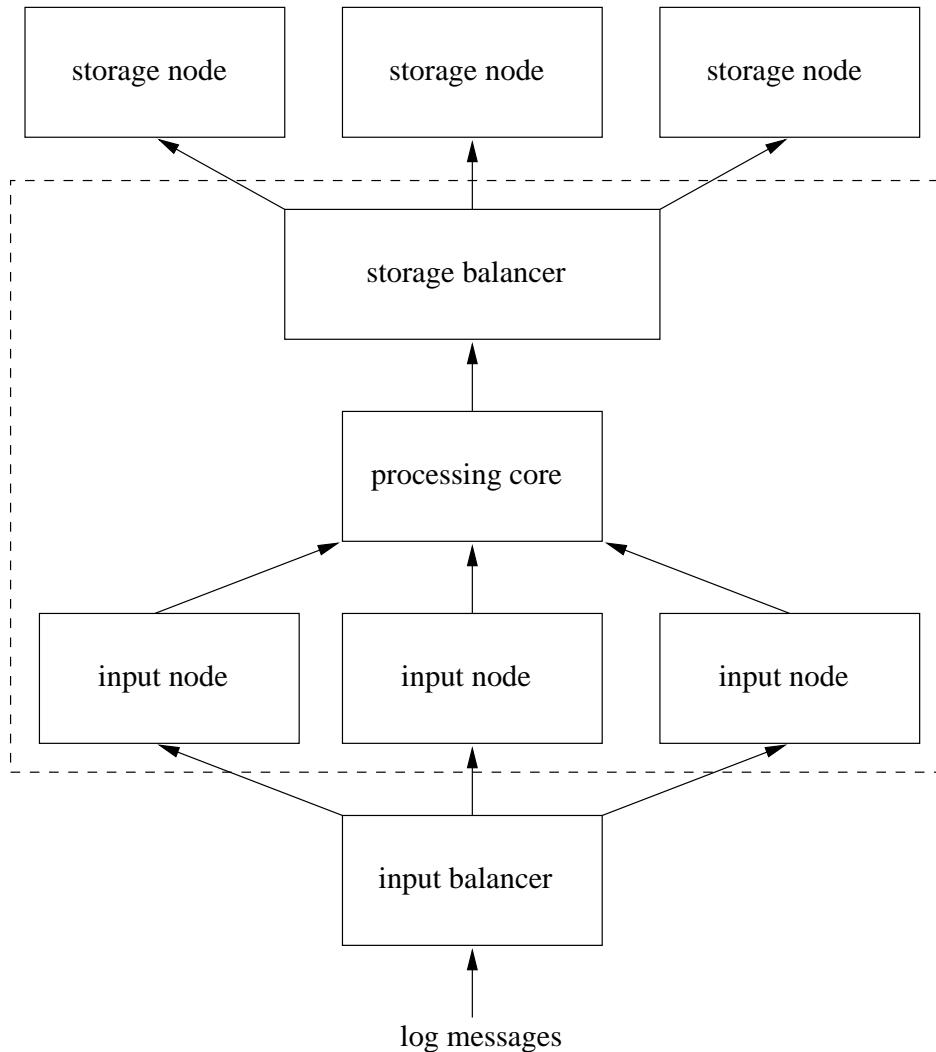 storage node
storage node
storage node
storage balancer
processing core
input node
input node
input node
input balancer
log messages